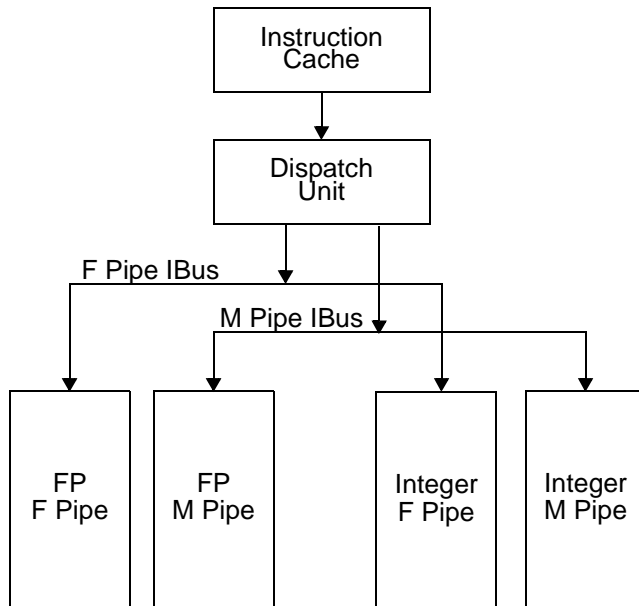 Instruction
Cache
Dispatch
Unit
F Pipe IBus
M Pipe IBus
FP
F Pipe
FP
M Pipe
Integer
F Pipe
Integer
M Pipe